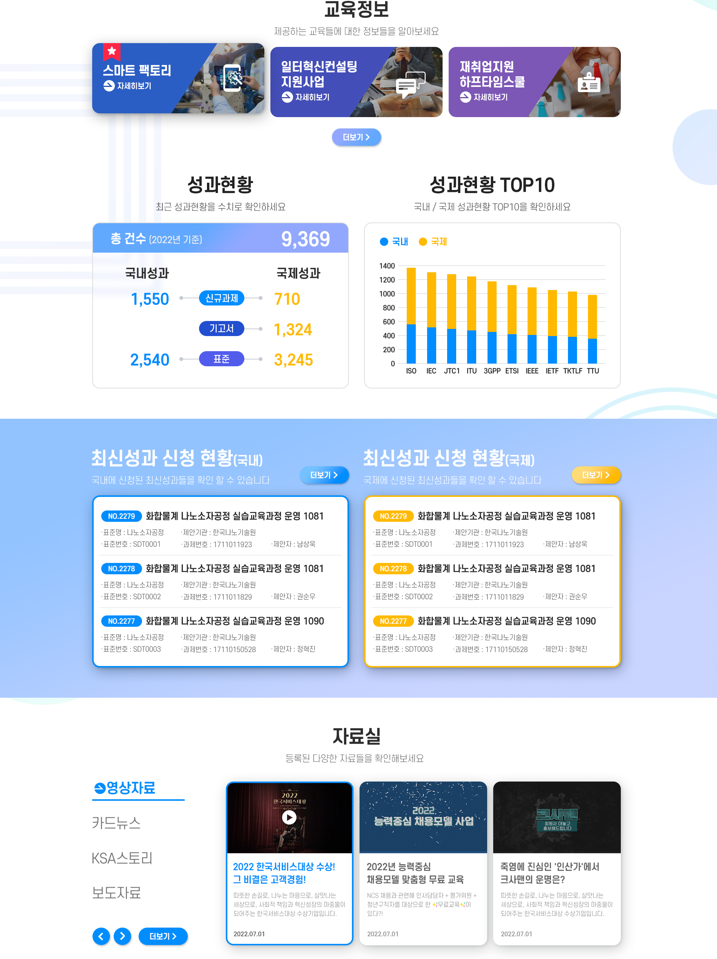 교육정보
제공하는 교육들에 대한 정보들을 알아보세요
스마트 팩토리
자세히보기
일터혁신컨설팅
지원사업
자세히보기
재취업지원
하프타임스쿨
자세히보기
더보기
성과현황
최근 성과현황을 수치로 확인하세요
총 건수 (2022년 기준) 9,369
국내성과 국제성과
1,550 신규과제 710
기고서 1,324
2,540 표준 3,245
성과현황 TOP10
국내 / 국제 성과현황 TOP10을 확인하세요
국내 국제
1400
1200
1000
800
600
400
200
0
ISO IEC JTC1 ITU 3GPP ETSI IEEE IETF TKTLF TTU
최신성과 신청 현황(국내)
국내에 신청된 최신성과들을 확인 할 수 있습니다
더보기
NO.2279 화합물계 나노소자공정 실습교육과정 운영 1081
·표준명 : 나노소자공정 ·제안기관 : 한국나노기술원
·표준번호 : SDT0001 ·과제번호 : 1711011923 ·제안자 : 남상욱
NO.2278 화합물계 나노소자공정 실습교육과정 운영 1081
·표준명 : 나노소자공정 ·제안기관 : 한국나노기술원
·표준번호 : SDT0002 ·과제번호 : 1711011829 ·제안자 : 권순우
NO.2277 화합물계 나노소자공정 실습교육과정 운영 1090
·표준명 : 나노소자공정 ·제안기관 : 한국나노기술원
·표준번호 : SDT0003 ·과제번호 : 17110150528 ·제안자 : 정혁진
최신성과 신청 현황(국제)
국제에 신청된 최신성과들을 확인 할 수 있습니다
더보기
NO.2279 화합물계 나노소자공정 실습교육과정 운영 1081
·표준명 : 나노소자공정 ·제안기관 : 한국나노기술원
·표준번호 : SDT0001 ·과제번호 : 1711011923 ·제안자 : 남상욱
NO.2278 화합물계 나노소자공정 실습교육과정 운영 1081
·표준명 : 나노소자공정 ·제안기관 : 한국나노기술원
·표준번호 : SDT0002 ·과제번호 : 1711011829 ·제안자 : 권순우
NO.2277 화합물계 나노소자공정 실습교육과정 운영 1090
·표준명 : 나노소자공정 ·제안기관 : 한국나노기술원
·표준번호 : SDT0003 ·과제번호 : 17110150528 ·제안자 : 정혁진
자료실
등록된 다양한 자료들을 확인해보세요
영상자료
카드뉴스
KSA스토리
보도자료
더보기
2022
한국서비스대상
2022 한국서비스대상 수상!
그 비결은 고객경험!
따뜻한 손길로, 나누는 마음으로, 살맛나는
세상으로, 사회적 책임과 혁신성장의 마중물이
되어주는 한국서비스대상 수상기업입니다.
2022.07.01
2022
능력중심 채용모델 사업
2022년 능력중심
채용모델 맞춤형 무료 교육
NCS 채용과 관련해 인사담당자 + 평가위원 +
청년구직자를 대상으로 한 ⚡무료교육⚡이
있다?!
2022.07.01
크사맨
죽염에 진심인 '인산가'에서
크사맨의 운명은?
따뜻한 손길로, 나누는 마음으로, 살맛나는
세상으로, 사회적 책임과 혁신성장의 마중물이
되어주는 한국서비스대상 수상기업입니다.
2022.07.01